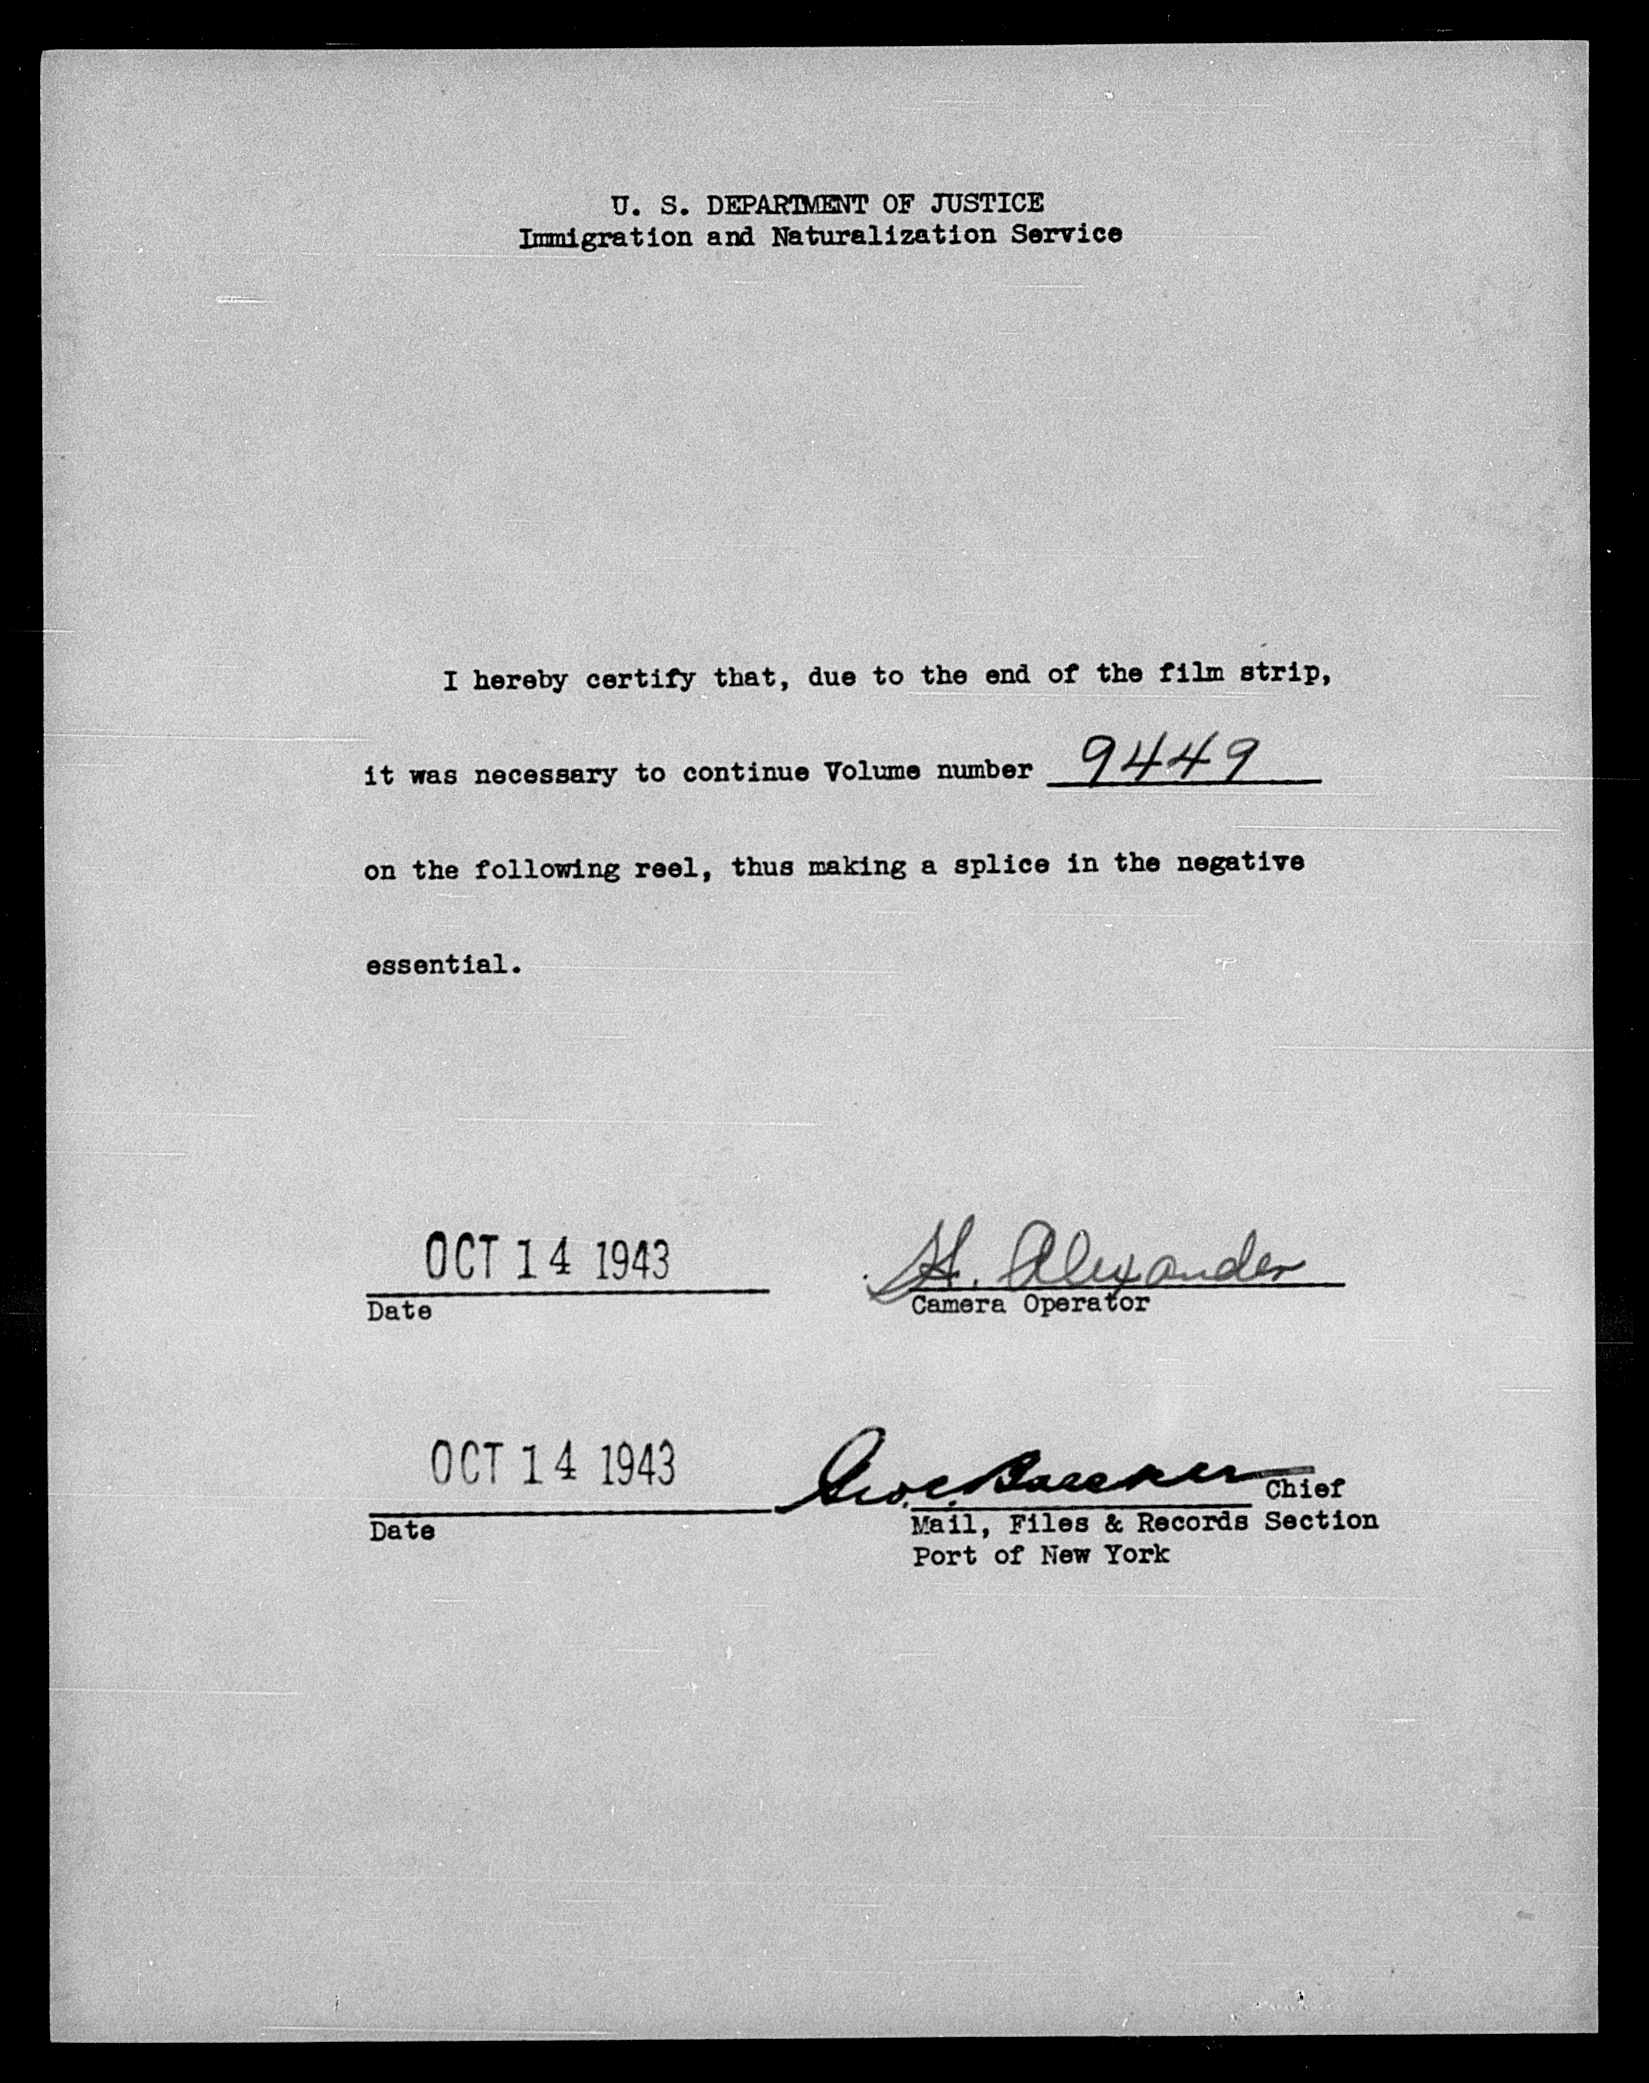 U. S. DEPARTMENT OF JUSTICE
Immigration and Naturalization Service
I hereby certify that, due to the end of the film strip,
it was necessary to continue Volume number 9449
on the following reel, thus making a splice in the negative
essential.
OCT 14 1943 H. Alexander
Date Camera Operator
OCT 14 1943 Geo. C. Chief
Date Mail, Files & Records Section
Port of New York